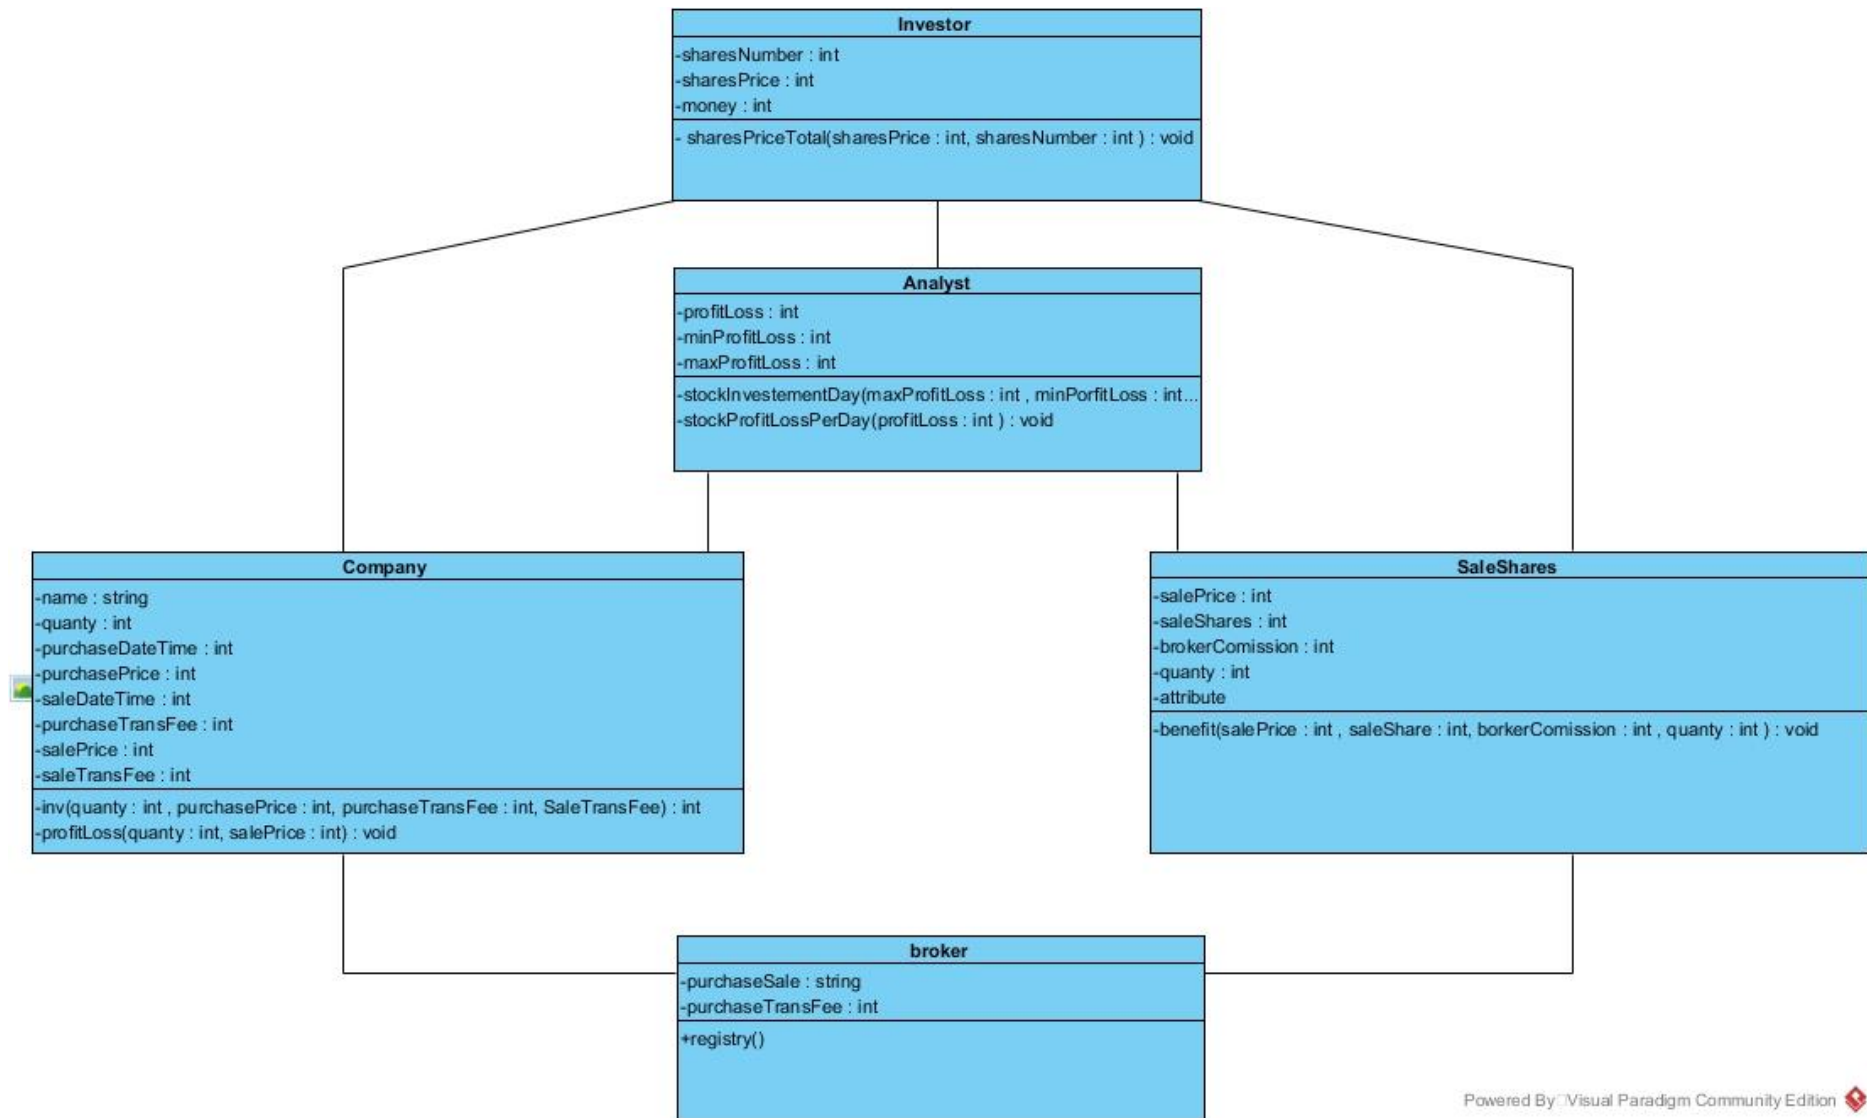 Investor
-sharesNumber : int
-sharesPrice : int
-money : int
- sharesPriceTotal(sharesPrice : int, sharesNumber : int ) : void
Analyst
-profitLoss : int
-minProfitLoss : int
-maxProfitLoss : int
-stockInvestementDay(maxProfitLoss : int , minPorfitLoss : int...
-stockProfitLossPerDay(profitLoss : int ) : void
Company
-name : string
-quanty : int
-purchaseDateTime : int
-purchasePrice : int
-saleDateTime : int
-purchaseTransFee : int
-salePrice : int
-saleTransFee : int
-inv(quanty : int , purchasePrice : int, purchaseTransFee : int, SaleTransFee) : int
-profitLoss(quanty : int, salePrice : int) : void
SaleShares
-salePrice : int
-saleShares : int
-brokerComission : int
-quanty : int
-attribute
-benefit(salePrice : int , saleShare : int, borkerComission : int , quanty : int ) : void
broker
-purchaseSale : string
-purchaseTransFee : int
+registry()
Powered By Visual Paradigm Community Edition